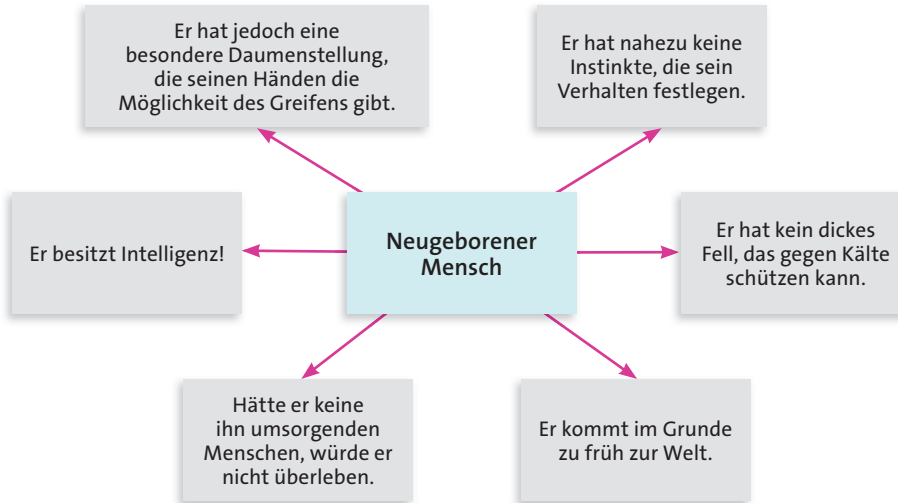 Er hat jedoch eine
besondere Daumenstellung,
die seinen Händen die
Möglichkeit des Greifens gibt.
Er hat nahezu keine
Instinkte, die sein
Verhalten festlegen.
Er besitzt Intelligenz!
Neugeborener
Mensch
Er hat kein dickes
Fell, das gegen Kälte
schützen kann.
Hätte er keine
ihn umsorgenden
Menschen, würde er
nicht überleben.
Er kommt im Grunde
zu früh zur Welt.